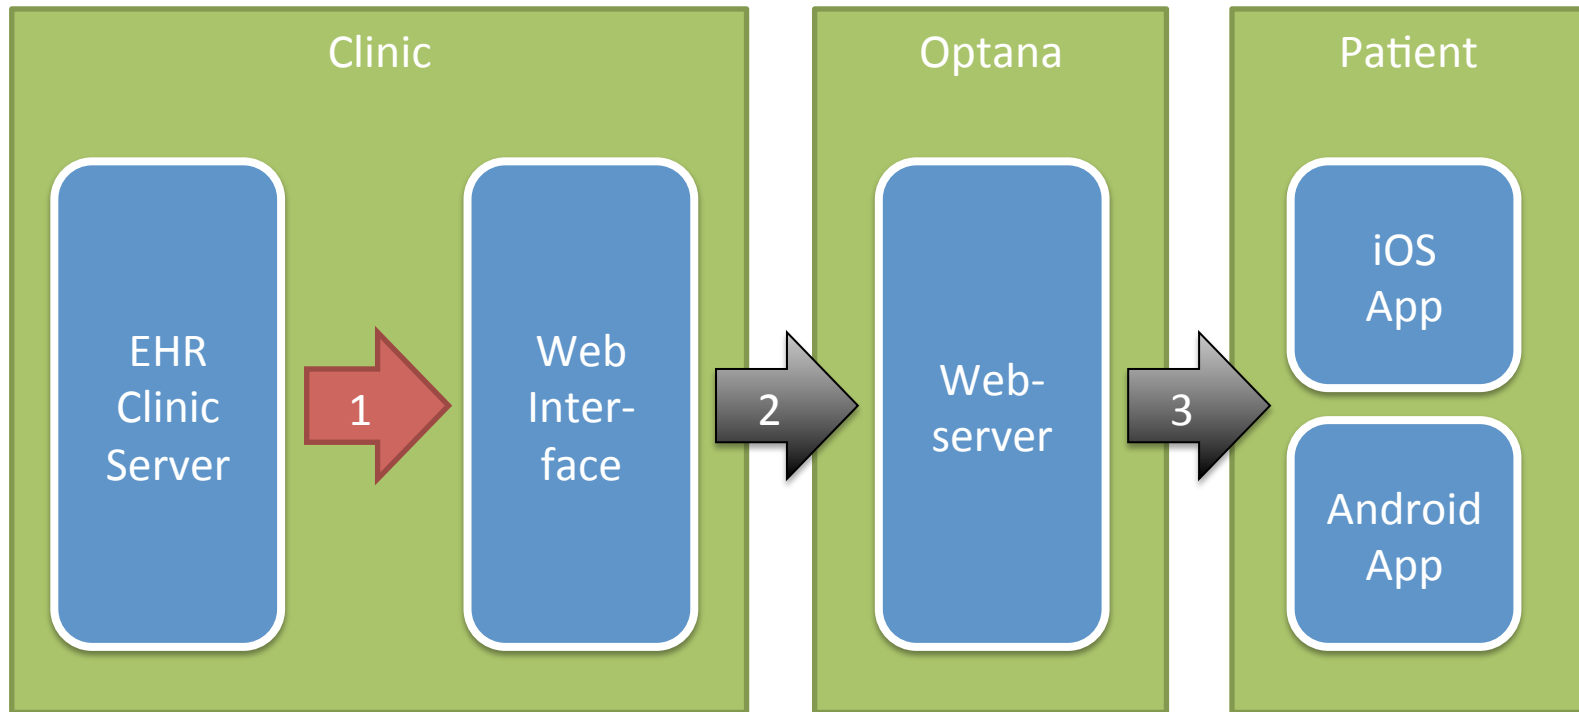 Clinic
EHR
Clinic
Server
1
Web
Inter-
face
2
Optana
Web-
server
3
Patient
iOS
App
Android
App